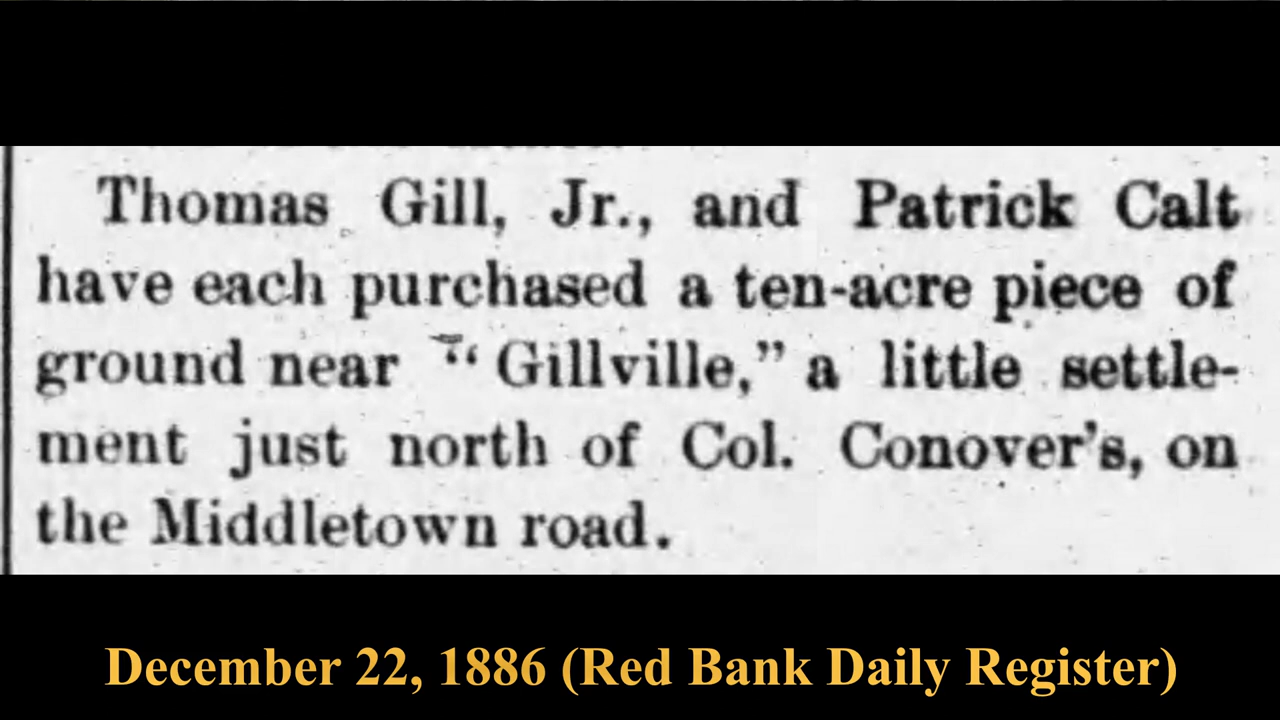 Thomas Gill, Jr., and Patrick Calt
have each purchased a ten-acre piece of
ground near “Gillville,” a little settle-
ment just north of Col. Conover's, on
the Middletown road.
December 22, 1886 (Red Bank Daily Register)